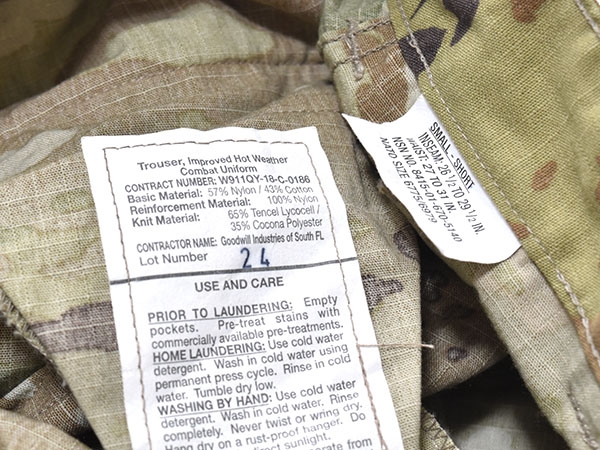 Trouser, Improved Hot Weather
Combat Uniform
CONTRACT NUMBER: W911QY-18-C-0186
Basic Material: 57% Nylon / 43% Cotton
Reinforcement Material: 100% Nylon
Knit Material: 65% Tencel Lyocell /
35% Cocona Polyester
CONTRACTOR NAME: Goodwill Industries of South FL
Lot Number 24
USE AND CARE
PRIOR TO LAUNDERING: Empty
pockets. Pre-treat stains with
commercially available pre-treatments.
HOME LAUNDERING: Use cold water
detergent. Wash in cold water using
permanent press cycle. Rinse in cold
water. Tumble dry low.
WASHING BY HAND: Use cold water
detergent. Wash in cold water. Rinse
completely. Never twist or wring dry.
Hang dry on a rust-proof hanger. Do
direct sunlight.
separate from
SMALL - SHORT
INSEAM: 26 1/2 TO 29 1/2 IN.
WAIST: 27 TO 31 IN.
NSN NO. 8415-01-670-5140
NATO SIZE 6775/6979